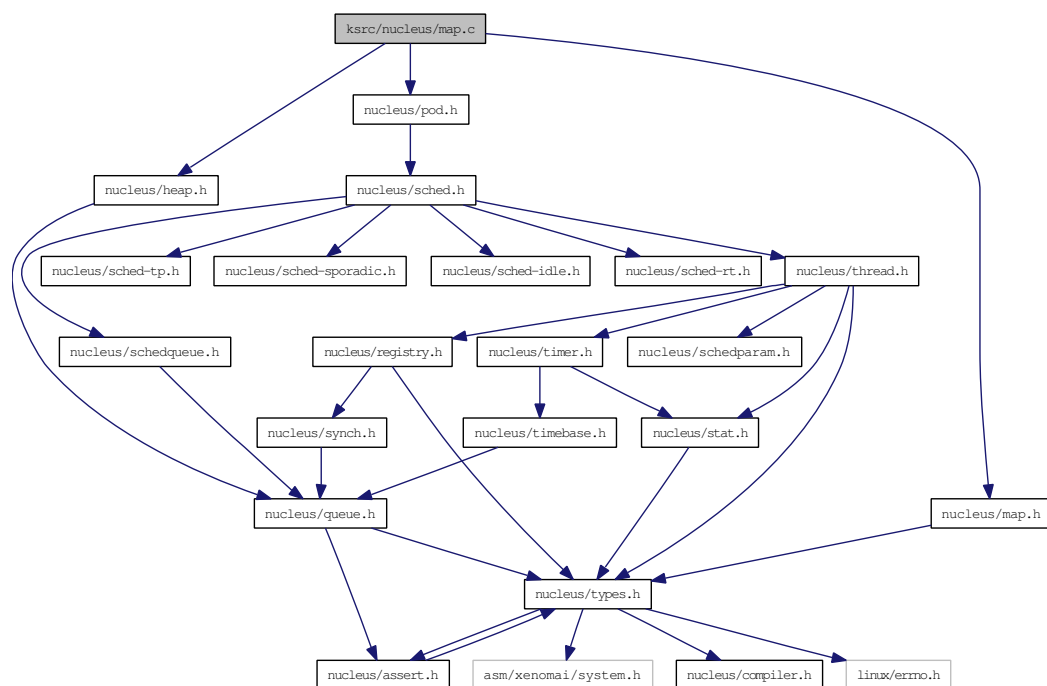 ksrc/nucleus/map.c
nucleus/pod.h
nucleus/heap.h
nucleus/sched.h
nucleus/sched-tp.h
nucleus/sched-sporadic.h
nucleus/sched-idle.h
nucleus/sched-rt.h
nucleus/thread.h
nucleus/schedqueue.h
nucleus/registry.h
nucleus/timer.h
nucleus/schedparam.h
nucleus/synch.h
nucleus/timebase.h
nucleus/stat.h
nucleus/queue.h
nucleus/map.h
nucleus/types.h
nucleus/assert.h
asm/xenomai/system.h
nucleus/compiler.h
linux/errno.h